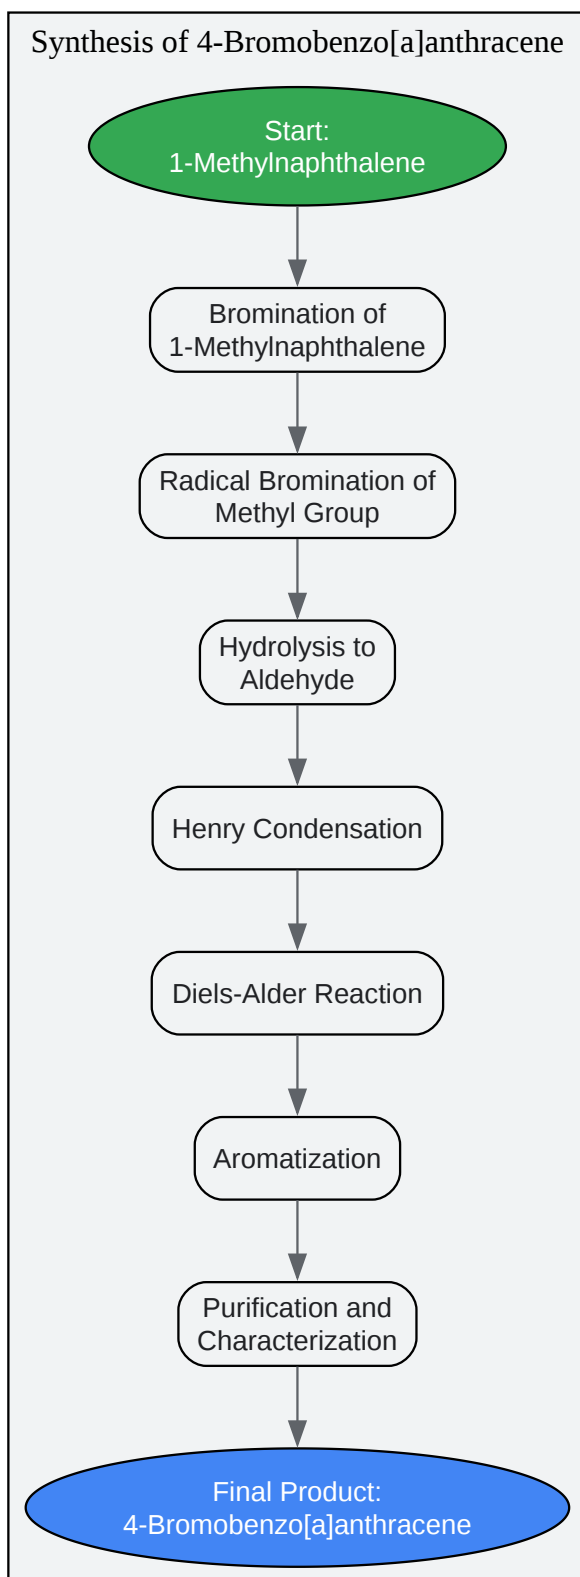 Synthesis of 4-Bromobenzo[a]anthracene
Start:
1-Methylnaphthalene
Bromination of
1-Methylnaphthalene
Radical Bromination of
Methyl Group
Hydrolysis to
Aldehyde
Henry Condensation
Diels-Alder Reaction
Aromatization
Purification and
Characterization
Final Product:
4-Bromobenzo[a]anthracene